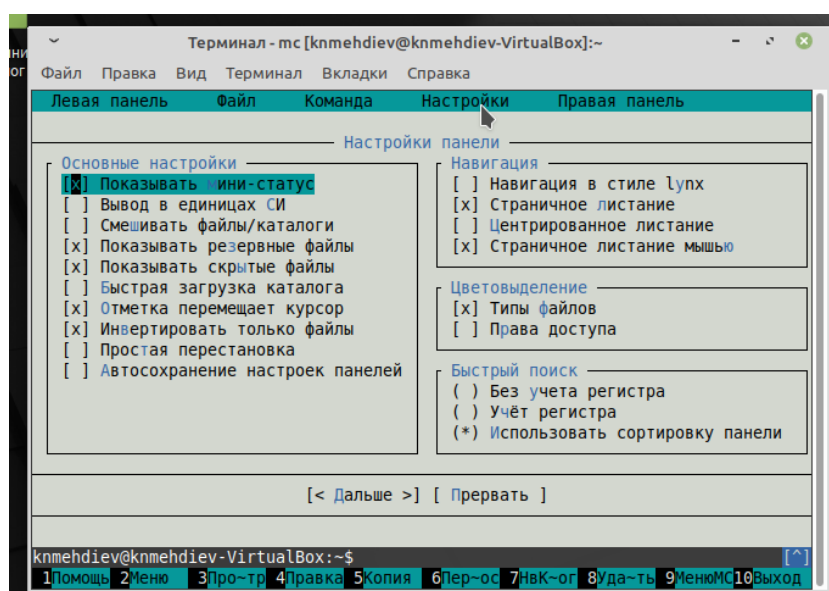 ни
ог
Терминал - mc [knmehdiev@knmehdiev-VirtualBox]:~
Файл Правка Вид Терминал Вкладки Справка
Левая панель Файл Команда Настройки Правая панель
Настройки панели
Основные настройки
[x] Показывать мини-статус
[ ] Вывод в единицах СИ
[ ] Смешивать файлы/каталоги
[x] Показывать резервные файлы
[x] Показывать скрытые файлы
[ ] Быстрая загрузка каталога
[x] Отметка перемещает курсор
[x] Инвертировать только файлы
[ ] Простая перестановка
[ ] Автосохранение настроек панелей
Навигация
[ ] Навигация в стиле lynx
[x] Страничное листание
[ ] Центрированное листание
[x] Страничное листание мышью
Цветовыделение
[x] Типы файлов
[ ] Права доступа
Быстрый поиск
( ) Без учета регистра
( ) Учёт регистра
(*) Использовать сортировку панели
[< Дальше >] [ Прервать ]
knmehdiev@knmehdiev-VirtualBox:~$ [^]
1Помощь 2Меню 3Про~тр 4Правка 5Копия 6Пер~ос 7НвК~ог 8Уда~ть 9МенюMC 10Выход